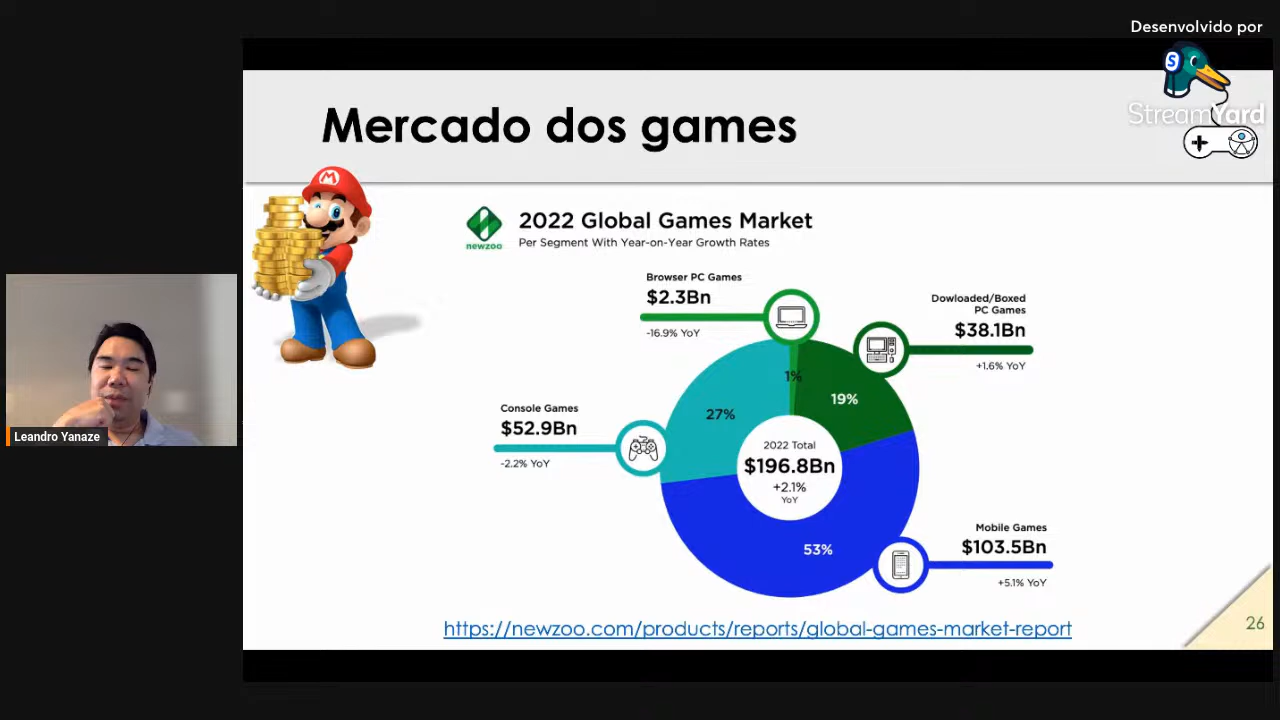 Desenvolvido por
StreamYard
Mercado dos games
newzoo
2022 Global Games Market
Per Segment With Year-on-Year Growth Rates
Browser PC Games
$2.3Bn
-16.9% YoY
Dowloaded/Boxed
PC Games
$38.1Bn
+1.6% YoY
1%
19%
27%
Console Games
$52.9Bn
-2.2% YoY
2022 Total
$196.8Bn
+2.1%
YoY
53%
Mobile Games
$103.5Bn
+5.1% YoY
https://newzoo.com/products/reports/global-games-market-report
26
Leandro Yanaze
M
S